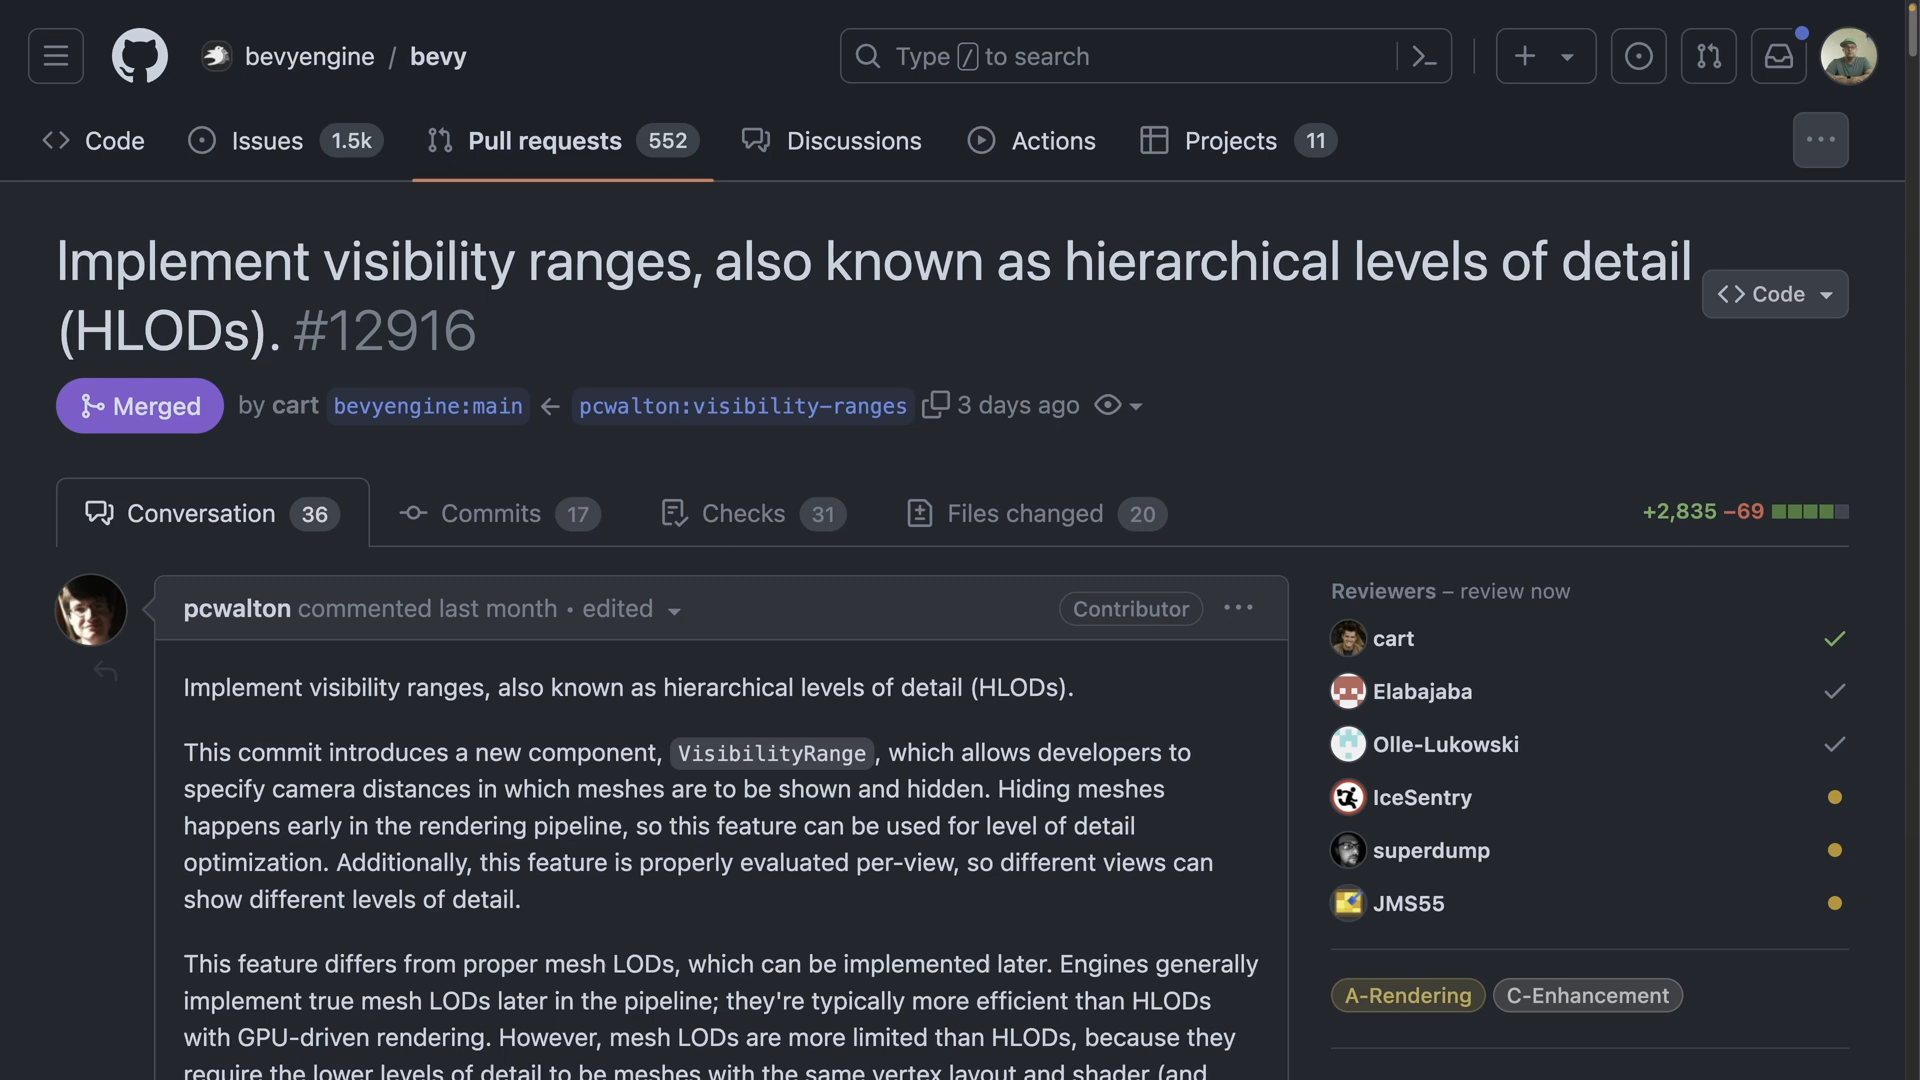 bevyengine / bevy
Type / to search
Code
Issues 1.5k
Pull requests 552
Discussions
Actions
Projects 11
Implement visibility ranges, also known as hierarchical levels of detail
(HLODs). #12916
Code
Merged by cart bevyengine:main ← pcwalton:visibility-ranges 3 days ago
Conversation 36
Commits 17
Checks 31
Files changed 20
+2,835 −69
pcwalton commented last month • edited
Contributor
Implement visibility ranges, also known as hierarchical levels of detail (HLODs).
This commit introduces a new component, VisibilityRange, which allows developers to
specify camera distances in which meshes are to be shown and hidden. Hiding meshes
happens early in the rendering pipeline, so this feature can be used for level of detail
optimization. Additionally, this feature is properly evaluated per-view, so different views can
show different levels of detail.
This feature differs from proper mesh LODs, which can be implemented later. Engines generally
implement true mesh LODs later in the pipeline; they're typically more efficient than HLODs
with GPU-driven rendering. However, mesh LODs are more limited than HLODs, because they
require the lower levels of detail to be meshes with the same vertex layout and shader (and
Reviewers – review now
cart
Elabajaba
Olle-Lukowski
IceSentry
superdump
JMS55
A-Rendering
C-Enhancement